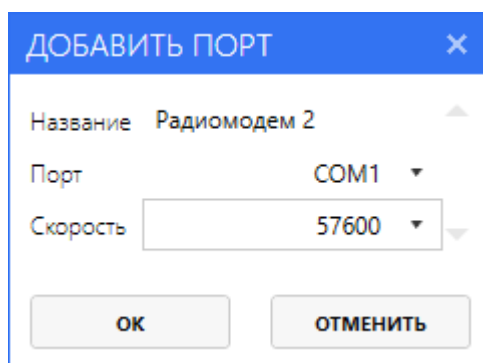 ДОБАВИТЬ ПОРТ
Название Радиомодем 2
Порт COM1
Скорость 57600
ОК ОТМЕНИТЬ